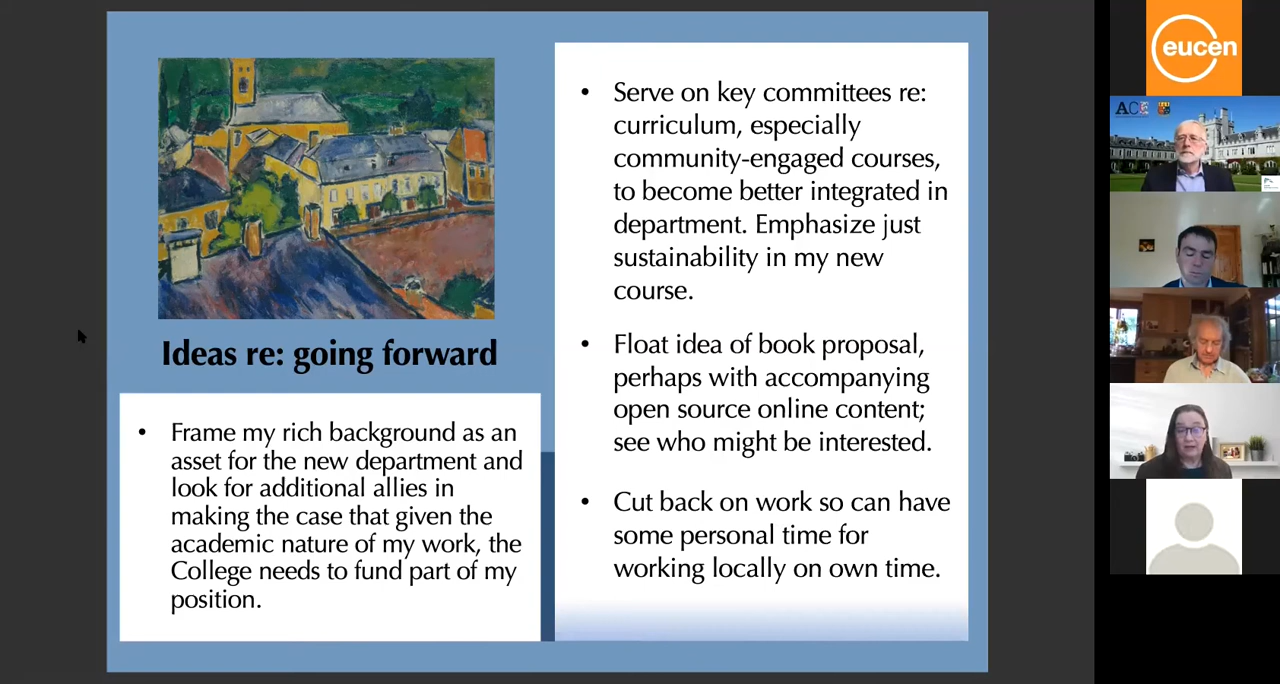 Ideas re: going forward
• Frame my rich background as an
asset for the new department and
look for additional allies in
making the case that given the
academic nature of my work, the
College needs to fund part of my
position.
• Serve on key committees re:
curriculum, especially
community-engaged courses,
to become better integrated in
department. Emphasize just
sustainability in my new
course.
• Float idea of book proposal,
perhaps with accompanying
open source online content;
see who might be interested.
• Cut back on work so can have
some personal time for
working locally on own time.
eucen
ACE